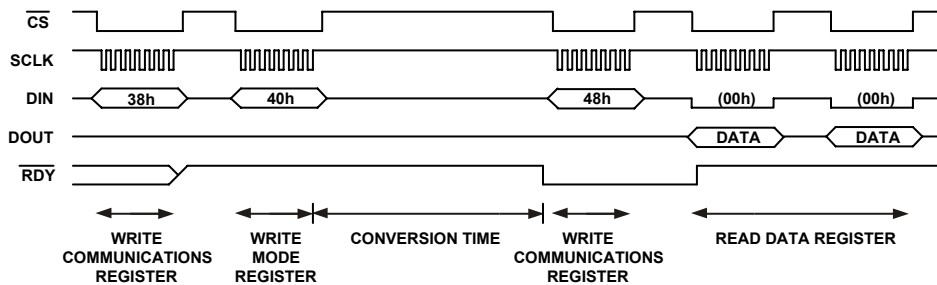 CS
SCLK
DIN 38h 40h 48h (00h) (00h)
DOUT DATA DATA
RDY
WRITE
COMMUNICATIONS
REGISTER
WRITE
MODE
REGISTER
CONVERSION TIME
WRITE
COMMUNICATIONS
REGISTER
READ DATA REGISTER